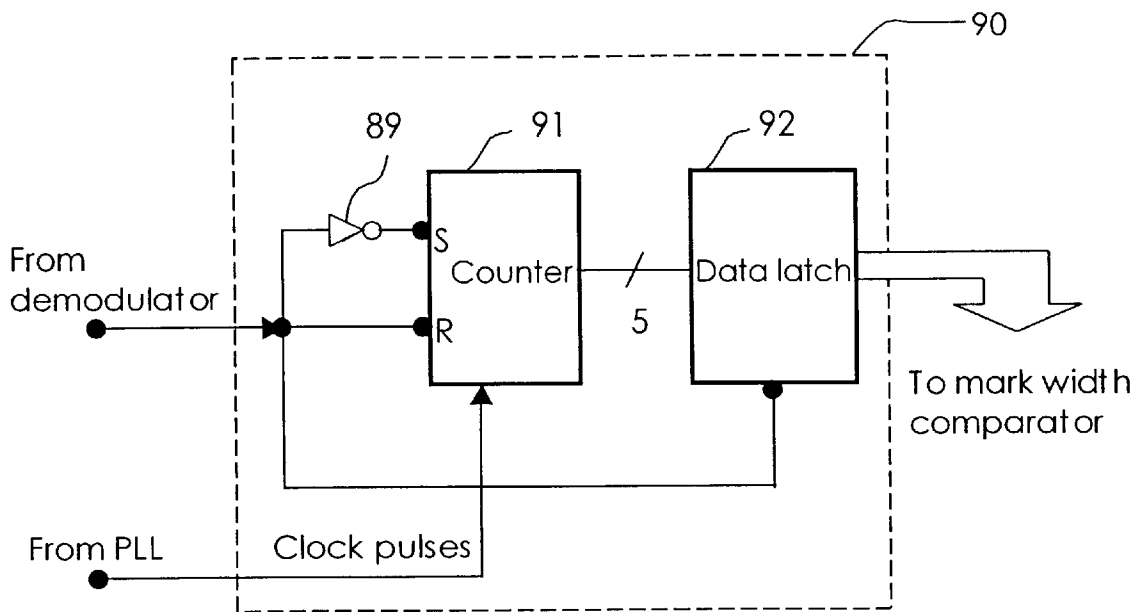 90
89
91
92
S
Counter
Data latch
From
demodulator
R
5
To mark width
comparator
From PLL
Clock pulses